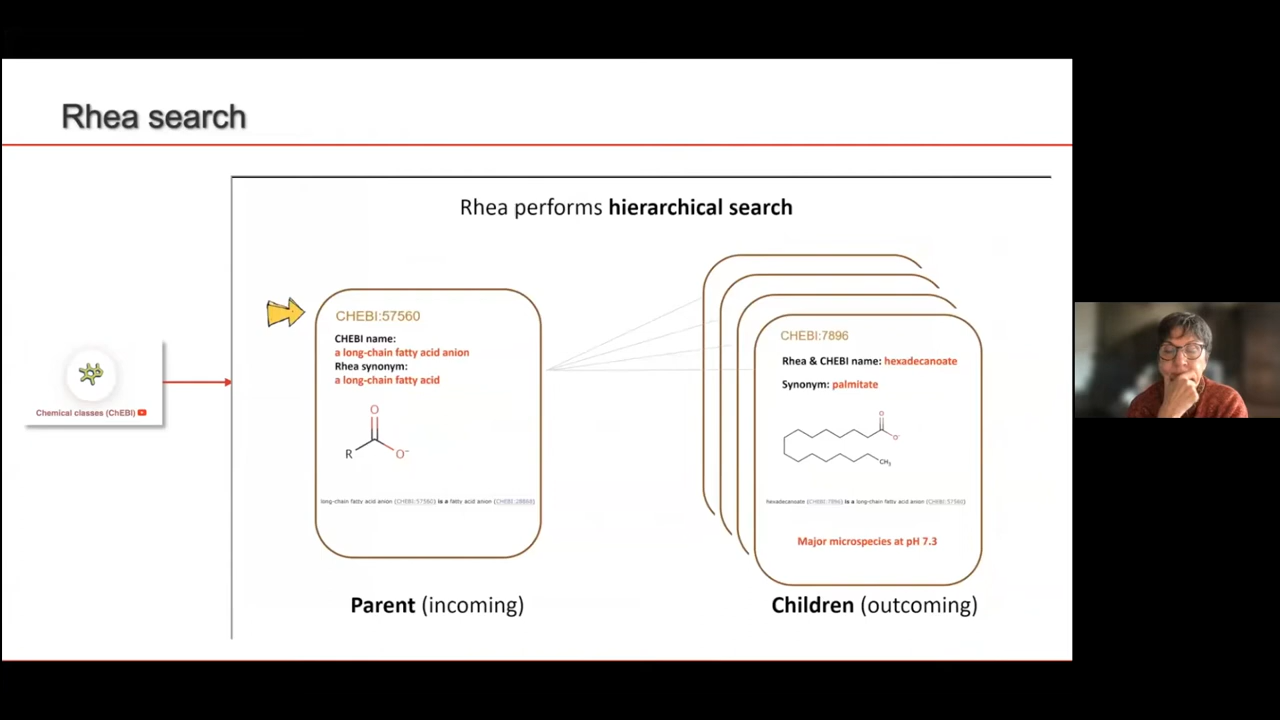 Rhea search
Rhea performs hierarchical search
CHEBI:57560
CHEBI name:
a long-chain fatty acid anion
Rhea synonym:
a long-chain fatty acid
O
R
O⁻
long-chain fatty acid anion (CHEBI:57560) is a fatty acid anion (CHEBI:28868)
Parent (incoming)
CHEBI:7896
Rhea & CHEBI name: hexadecanoate
Synonym: palmitate
O
O⁻
CH₃
hexadecanoate (CHEBI:7896) is a long-chain fatty acid anion (CHEBI:57560)
Major microspecies at pH 7.3
Children (outcoming)
Chemical classes (ChEBI)